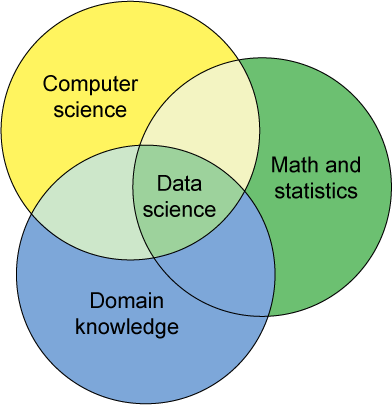 Computer
science
Math and
statistics
Data
science
Domain
knowledge